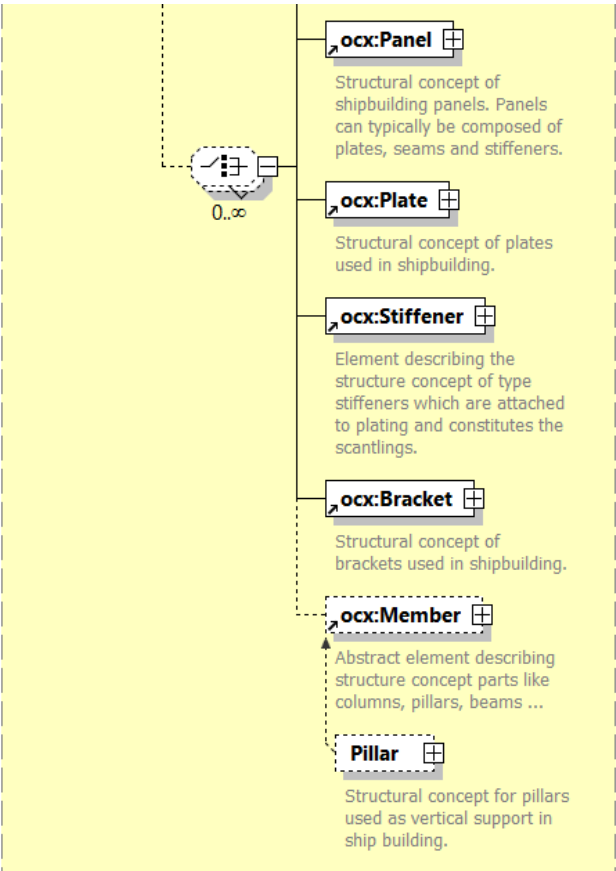 ocx:Panel
Structural concept of
shipbuilding panels. Panels
can typically be composed of
plates, seams and stiffeners.
0..∞
ocx:Plate
Structural concept of plates
used in shipbuilding.
ocx:Stiffener
Element describing the
structure concept of type
stiffeners which are attached
to plating and constitutes the
scantlings.
ocx:Bracket
Structural concept of
brackets used in shipbuilding.
ocx:Member
Abstract element describing
structure concept parts like
columns, pillars, beams ...
Pillar
Structural concept for pillars
used as vertical support in
ship building.